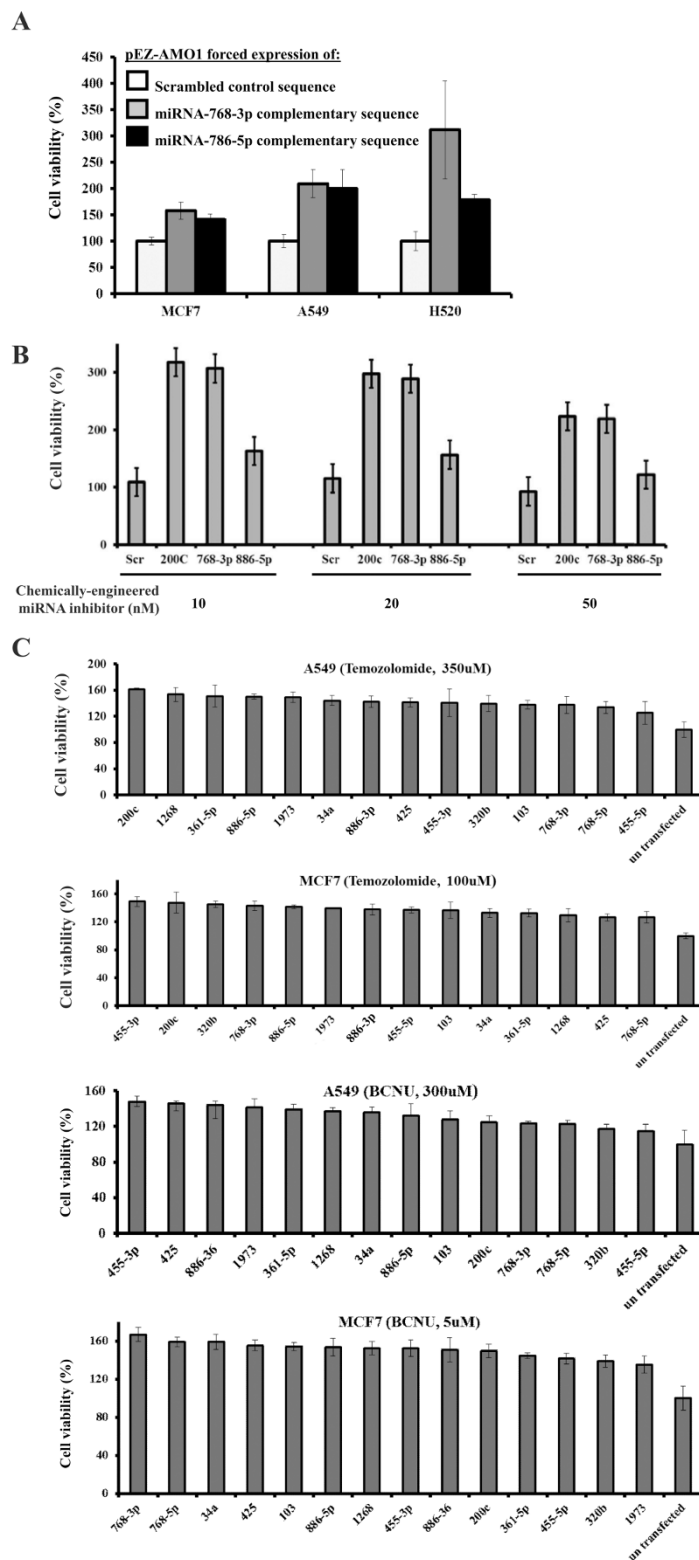 A
pEZ-AMO1 forced expression of:
Scrambled control sequence
miRNA-768-3p complementary sequence
miRNA-786-5p complementary sequence
Cell viability (%)
450
400
350
300
250
200
150
100
50
0
MCF7 A549 H520
B
Cell viability (%)
300
200
100
0
Scr 200C 768-3p 886-5p Scr 200c 768-3p 886-5p Scr 200c 768-3p 886-5p
Chemically-engineered
miRNA inhibitor (nM)
10 20 50
C
A549 (Temozolomide, 350uM)
Cell viability (%)
200
160
120
80
40
0
200c 1268 361-5p 886-5p 1973 34a 886-3p 425 455-3p 320b 103 768-3p 768-5p 455-5p un transfected
MCF7 (Temozolomide, 100uM)
Cell viability (%)
160
120
80
40
0
455-3p 200c 320b 768-3p 886-5p 1973 886-3p 455-5p 103 34a 361-5p 1268 425 768-5p un transfected
A549 (BCNU, 300uM)
Cell viability (%)
160
120
80
40
0
455-3p 425 886-36 1973 361-5p 1268 34a 886-5p 103 200c 768-3p 768-5p 320b 455-5p un transfected
MCF7 (BCNU, 5uM)
Cell viability (%)
160
120
80
40
0
768-3p 768-5p 34a 425 103 886-5p 1268 455-3p 886-36 200c 361-5p 455-5p 320b 1973 un transfected